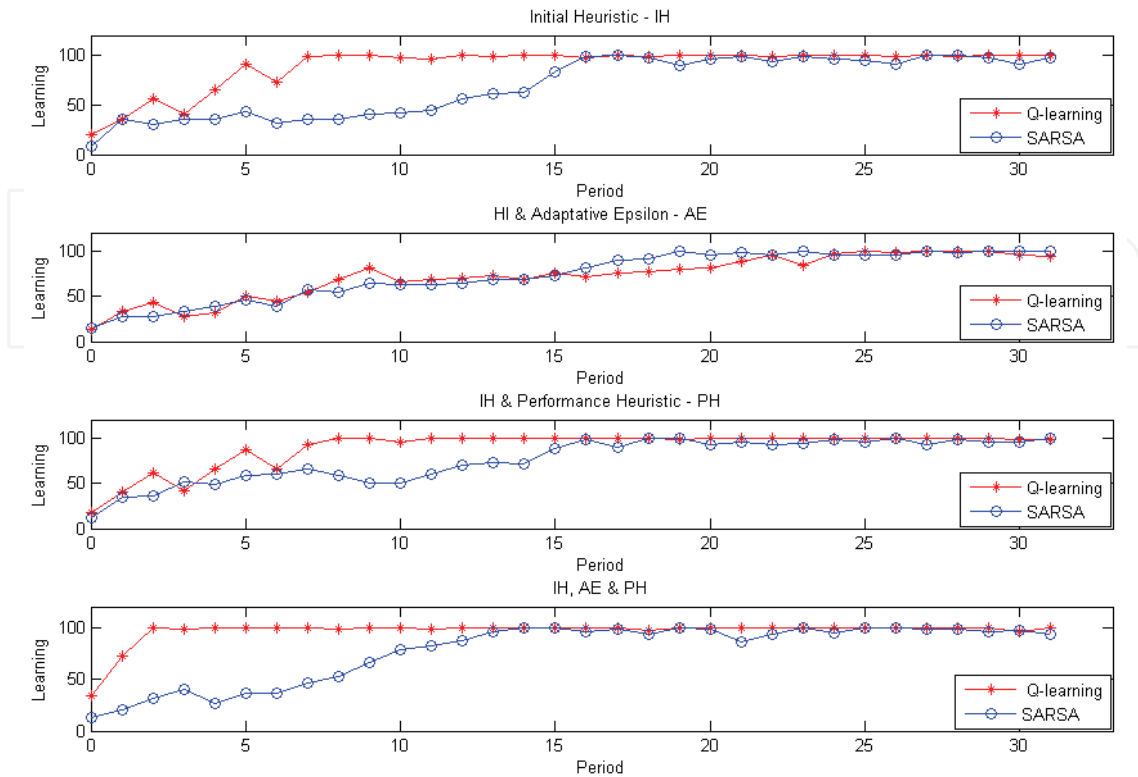 Initial Heuristic - IH
100
50
0
Learning
Q-learning
SARSA
0 5 10 15 20 25 30
Period
HI & Adaptative Epsilon - AE
100
50
0
Learning
Q-learning
SARSA
0 5 10 15 20 25 30
Period
IH & Performance Heuristic - PH
100
50
0
Learning
Q-learning
SARSA
0 5 10 15 20 25 30
Period
IH, AE & PH
100
50
0
Learning
Q-learning
SARSA
0 5 10 15 20 25 30
Period